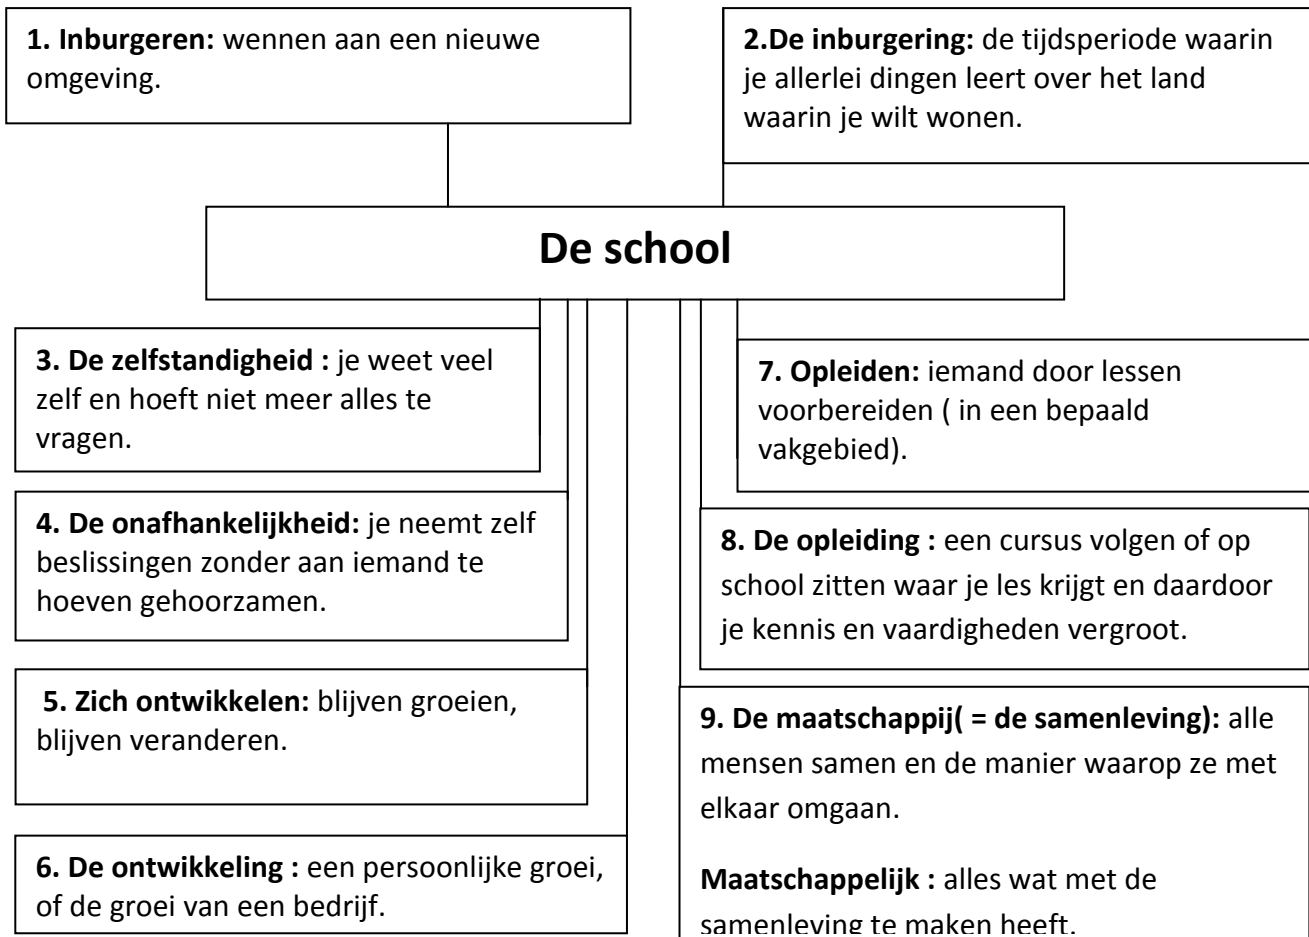 1. Inburgeren: wennen aan een nieuwe
omgeving.
2.De inburgering: de tijdsperiode waarin
je allerlei dingen leert over het land
waarin je wilt wonen.
De school
3. De zelfstandigheid : je weet veel
zelf en hoeft niet meer alles te
vragen.
4. De onafhankelijkheid: je neemt zelf
beslissingen zonder aan iemand te
hoeven gehoorzamen.
5. Zich ontwikkelen: blijven groeien,
blijven veranderen.
6. De ontwikkeling : een persoonlijke groei,
of de groei van een bedrijf.
7. Opleiden: iemand door lessen
voorbereiden ( in een bepaald
vakgebied).
8. De opleiding : een cursus volgen of op
school zitten waar je les krijgt en daardoor
je kennis en vaardigheden vergroot.
9. De maatschappij( = de samenleving): alle
mensen samen en de manier waarop ze met
elkaar omgaan.
Maatschappelijk : alles wat met de
samenleving te maken heeft.